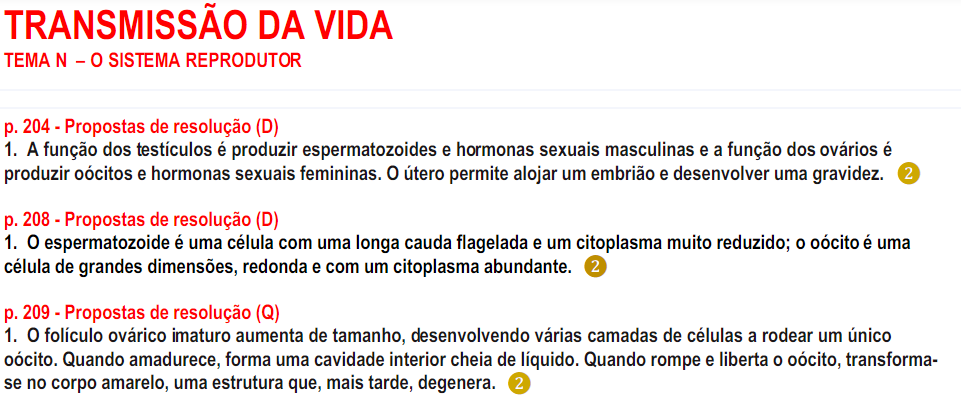 TRANSMISSÃO DA VIDA
TEMA N – O SISTEMA REPRODUTOR
p. 204 - Propostas de resolução (D)
1. A função dos testículos é produzir espermatozoides e hormonas sexuais masculinas e a função dos ovários é
produzir oócitos e hormonas sexuais femininas. O útero permite alojar um embrião e desenvolver uma gravidez. 2
p. 208 - Propostas de resolução (D)
1. O espermatozoide é uma célula com uma longa cauda flagelada e um citoplasma muito reduzido; o oócito é uma
célula de grandes dimensões, redonda e com um citoplasma abundante. 2
p. 209 - Propostas de resolução (Q)
1. O folículo ovárico imaturo aumenta de tamanho, desenvolvendo várias camadas de células a rodear um único
oócito. Quando amadurece, forma uma cavidade interior cheia de líquido. Quando rompe e liberta o oócito, transforma-
se no corpo amarelo, uma estrutura que, mais tarde, degenera. 2